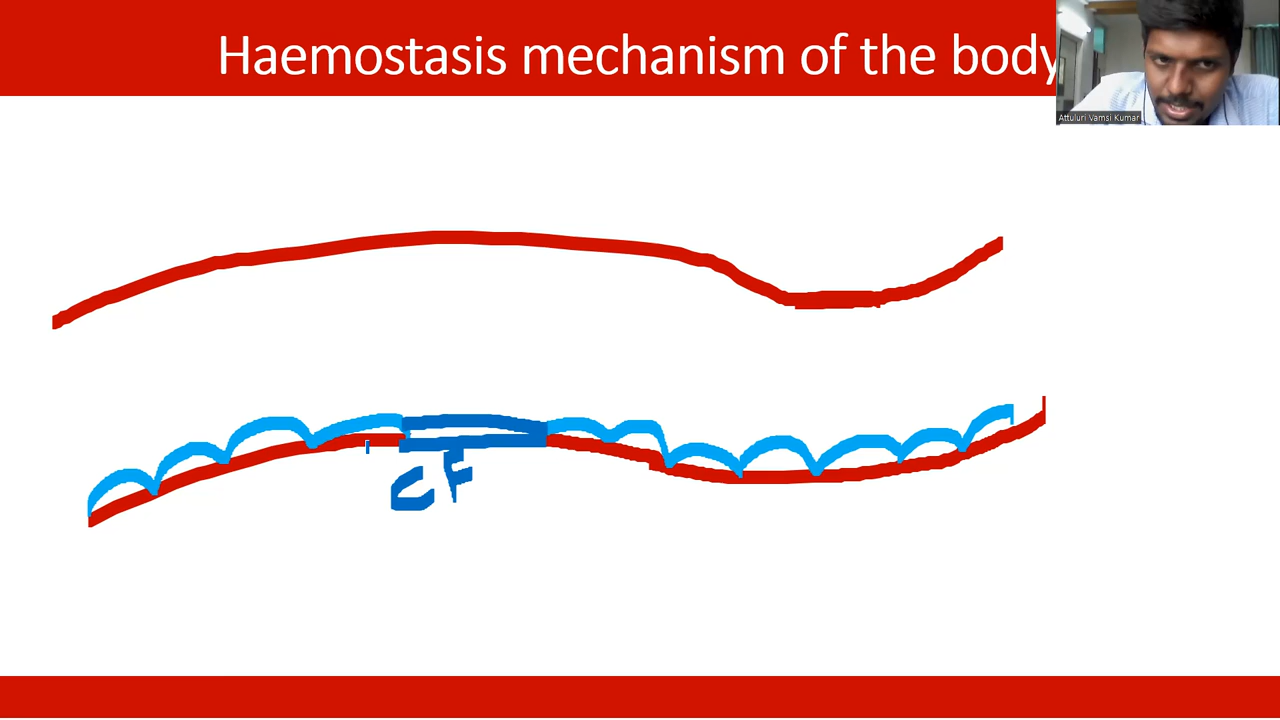 Haemostasis mechanism of the body
Attuluri Vamsi Kumar
CF